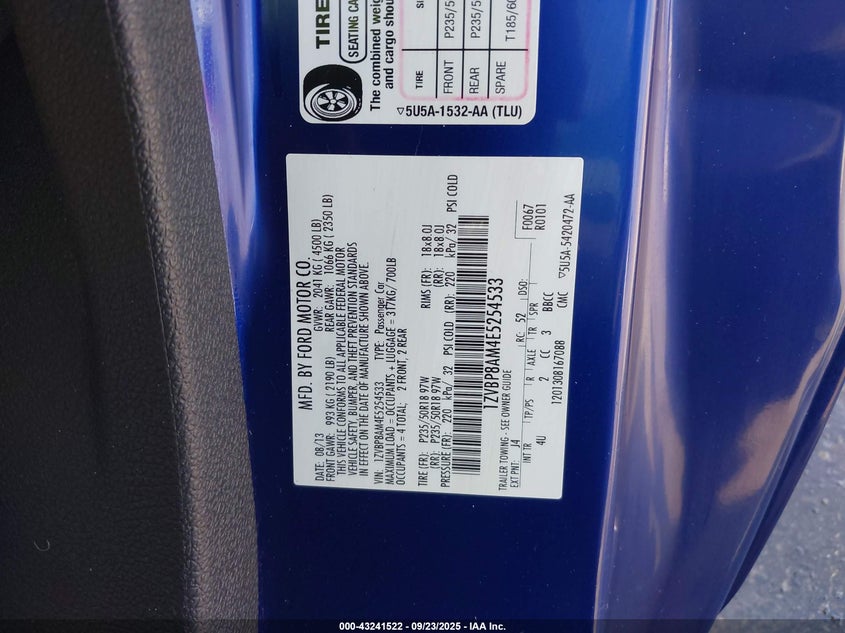 TIRE
SEATING CA
The combined weig
and cargo shou
TIRE
SI
FRONT
P235/5
REAR
P235/5
SPARE
T185/60
▽5U5A-1532-AA (TLU)
MFD. BY FORD MOTOR CO.
DATE: 08/13 GVWR: 2041 KG ( 4500 LB)
FRONT GAWR: 993 KG ( 2190 LB) REAR GAWR: 1066 KG ( 2350 LB)
THIS VEHICLE CONFORMS TO ALL APPLICABLE FEDERAL MOTOR
VEHICLE SAFETY, BUMPER, AND THEFT PREVENTION STANDARDS
IN EFFECT ON THE DATE OF MANUFACTURE SHOWN ABOVE.
VIN: 1ZVBP8AM4E5254533 TYPE: Passenger Car
MAXIMUM LOAD = OCCUPANTS + LUGGAGE = 317KG/ 700LB
OCCUPANTS = 4 TOTAL; 2 FRONT, 2 REAR
TIRE (FR): P235/50R18 97W RIMS (FR): 18x8.0J
(RR): P235/50R18 97W (RR): 18x8.0J
PRESSURE (FR): 220 kPa/ 32 PSI COLD (RR): 220 kPa/ 32 PSI COLD
1ZVBP8AM4E5254533
TRAILER TOWING - SEE OWNER GUIDE F0067
EXT PNT: J4 RC: 52 DSO: R0101
INT TR TP/PS R AXLE TR SPR
4U 2 CC 3 BBCC
1201308167088 CMC ▽5U5A-5420472-AA
000-43241522 - 09/23/2025 - IAA Inc.